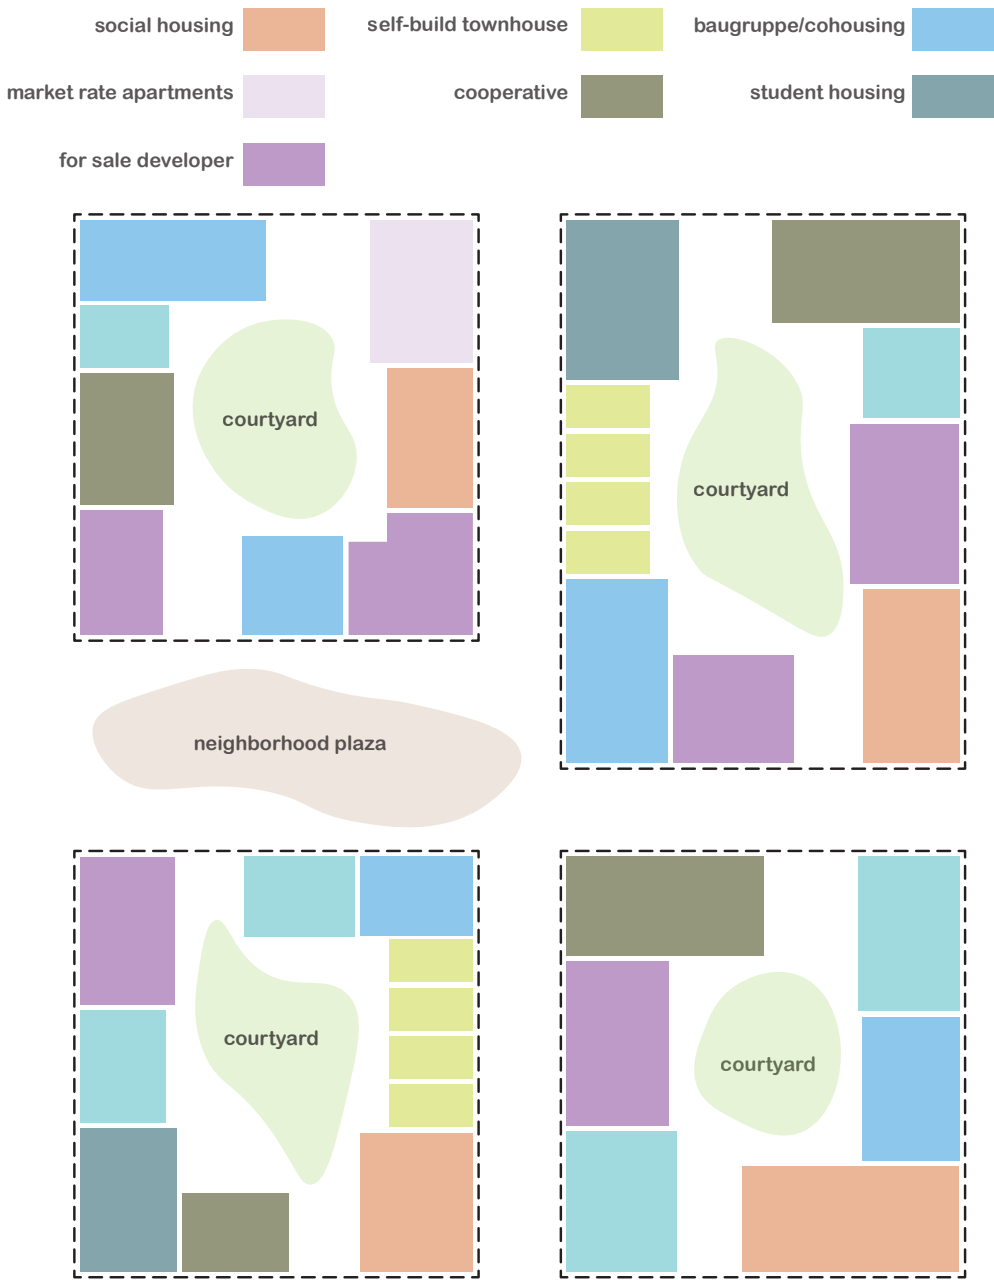 social housing
self-build townhouse
baugruppe/cohousing
market rate apartments
cooperative
student housing
for sale developer
courtyard
courtyard
neighborhood plaza
courtyard
courtyard